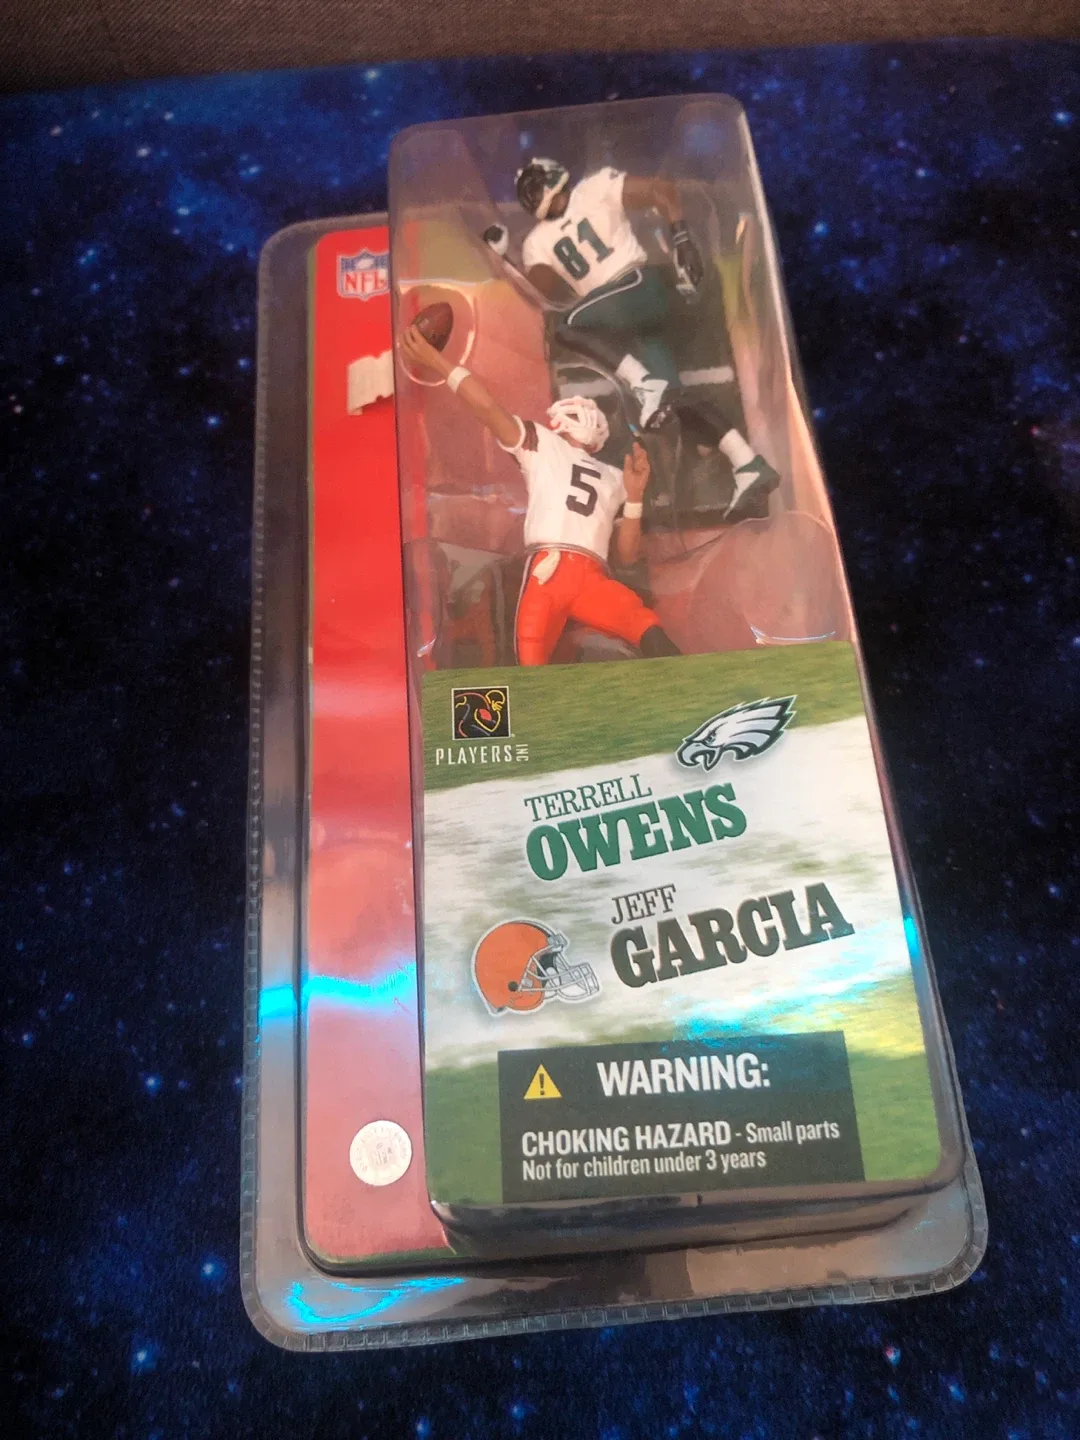 NFL
81
5
PLAYERS INC
TERRELL
OWENS
JEFF
GARCIA
WARNING:
CHOKING HAZARD - Small parts
Not for children under 3 years